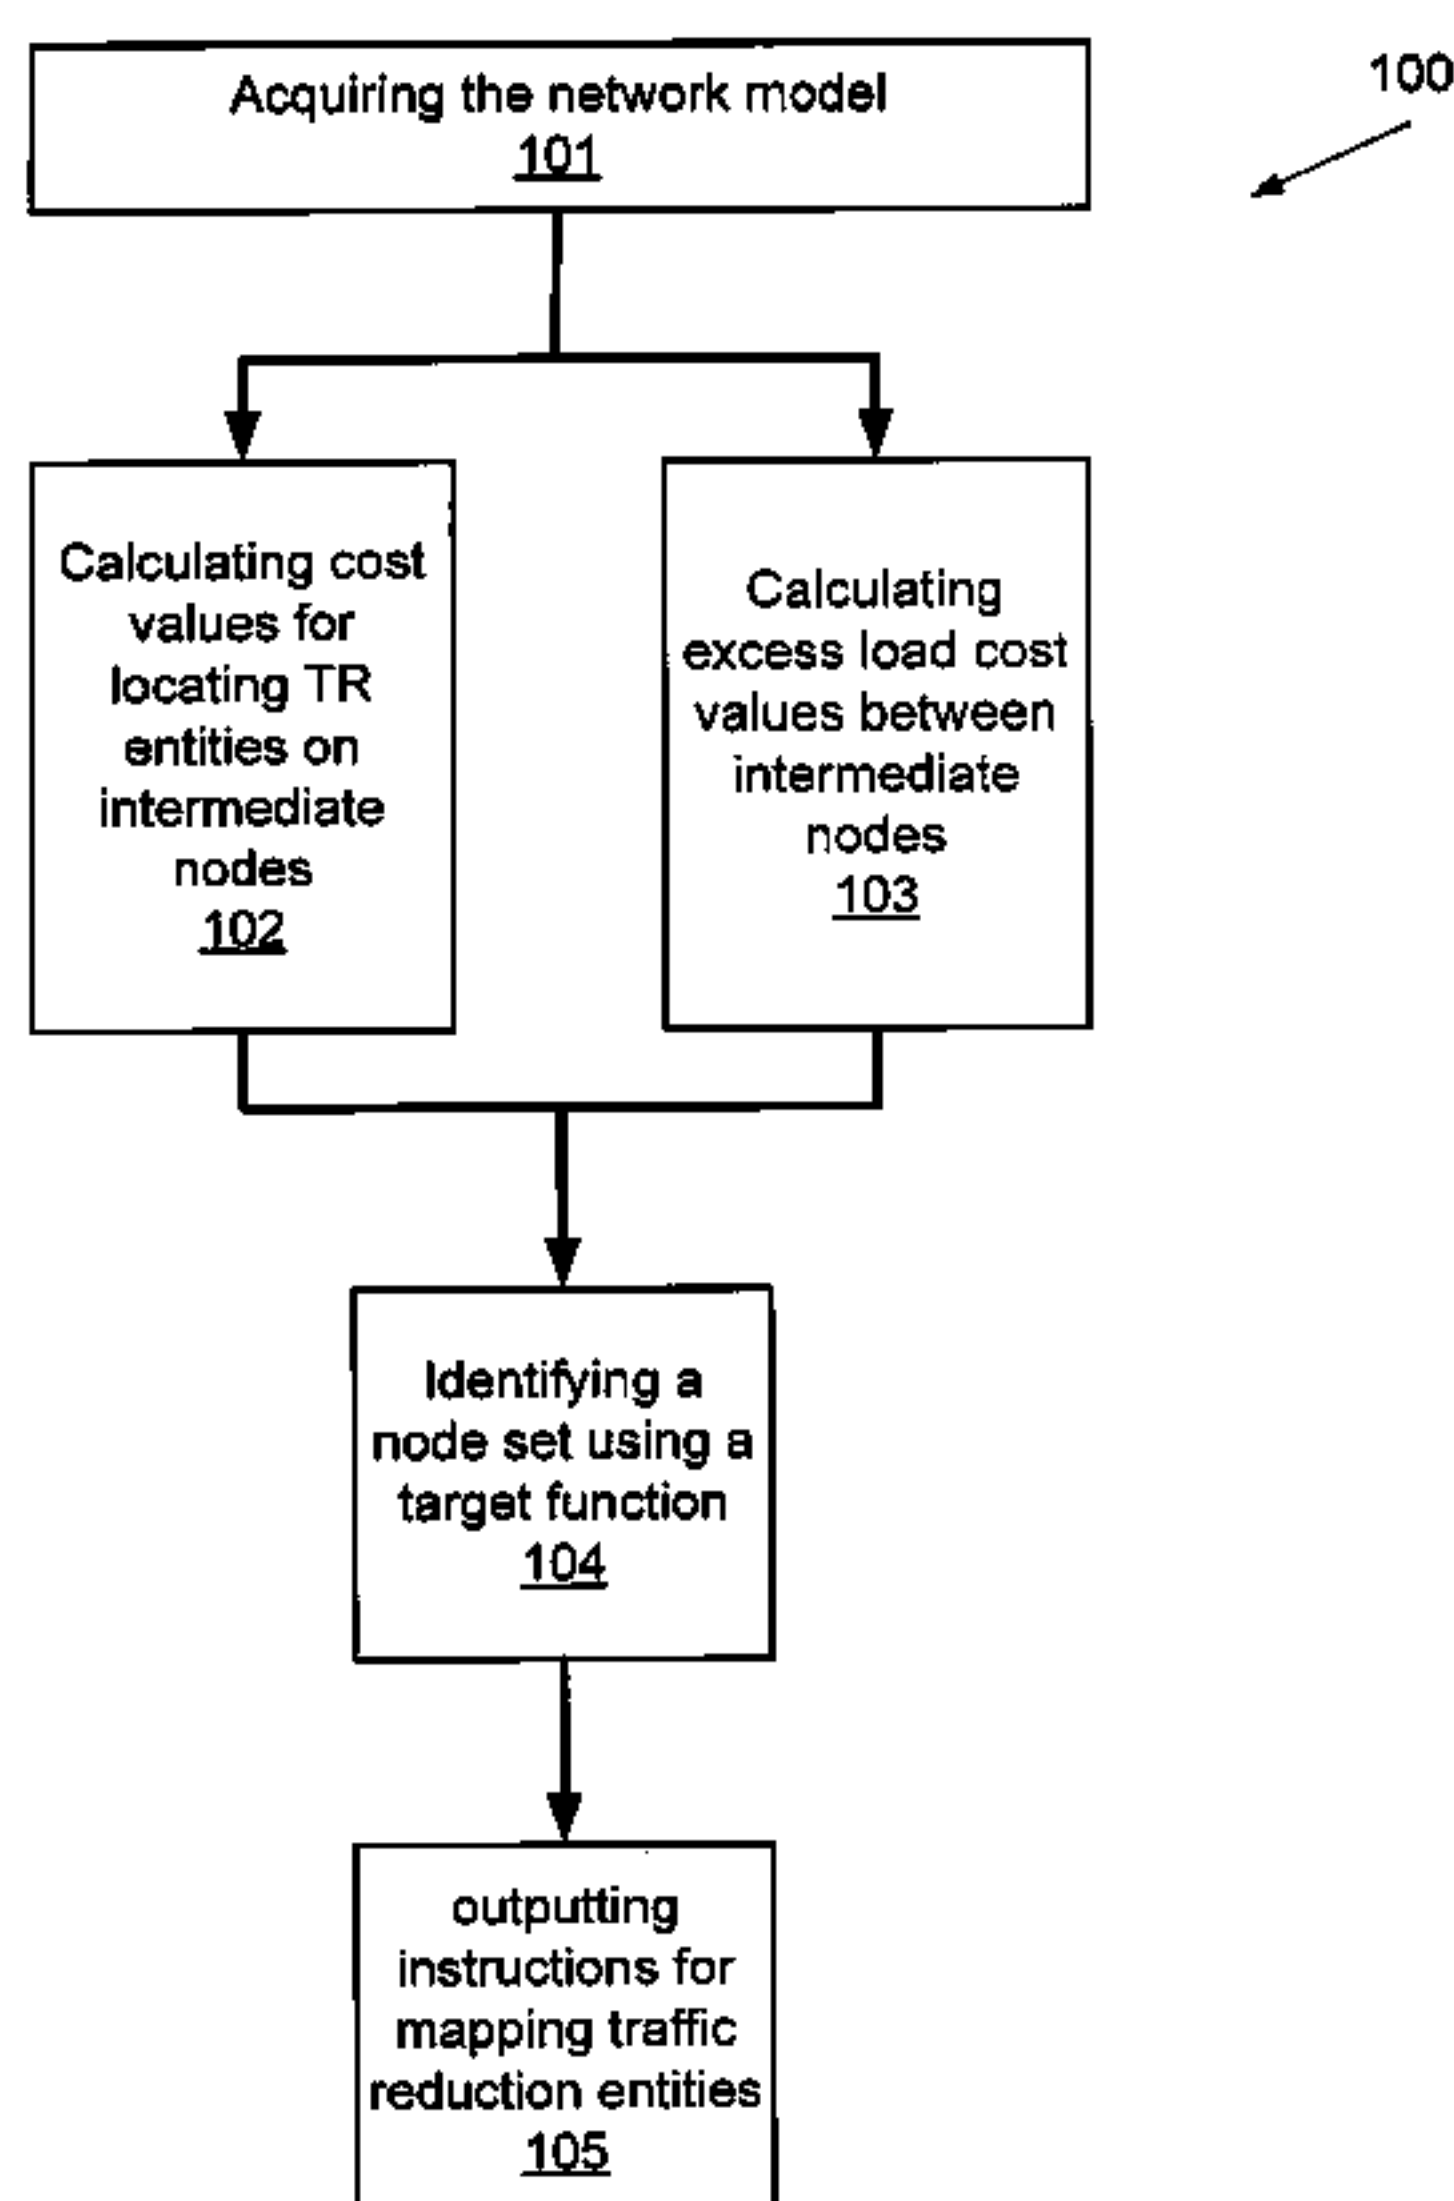 100
Acquiring the network model
101
Calculating cost
values for
locating TR
entities on
intermediate
nodes
102
Calculating
excess load cost
values between
intermediate
nodes
103
Identifying a
node set using a
target function
104
outputting
instructions for
mapping traffic
reduction entities
105